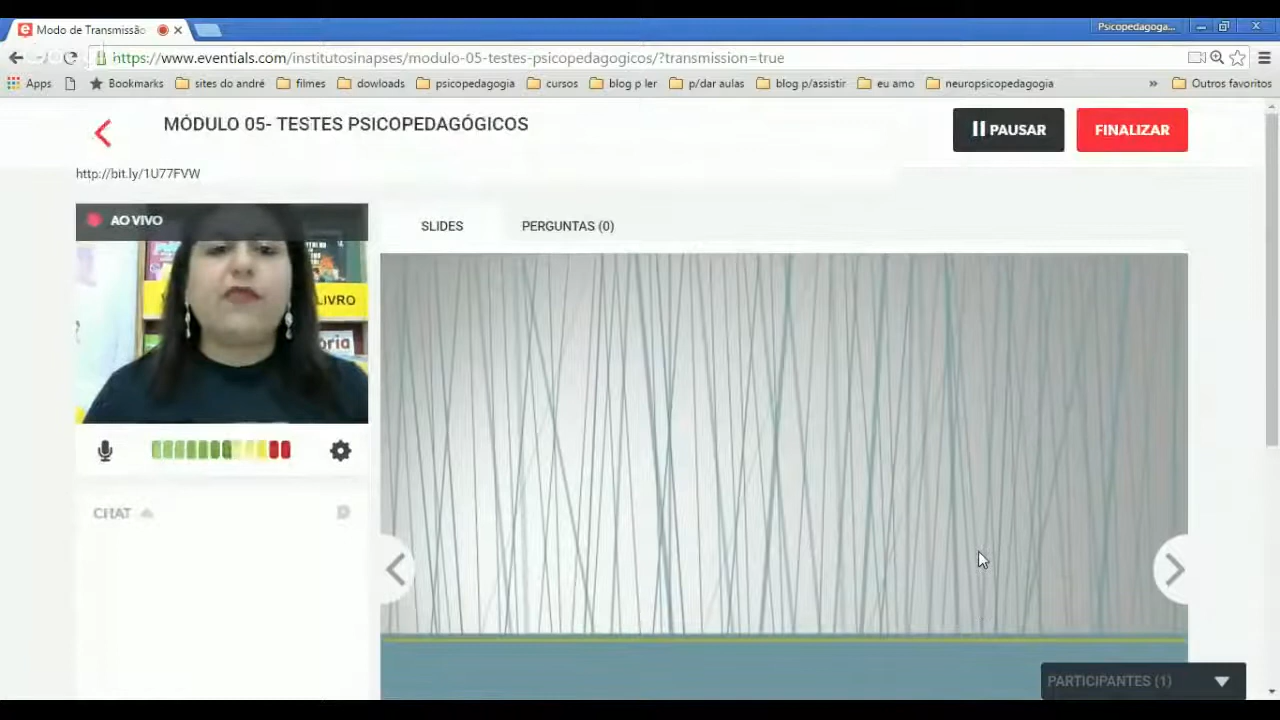 Modo de Transmissão
Psicopedagoga...
https://www.eventials.com/institutosinapses/modulo-05-testes-psicopedagogicos/?transmission=true
Apps Bookmarks sites do andré filmes dowloads psicopedagogia cursos blog p ler p/dar aulas blog p/assistir eu amo neuropsicopedagogia » Outros favoritos
MÓDULO 05- TESTES PSICOPEDAGÓGICOS
PAUSAR
FINALIZAR
http://bit.ly/1U77FVW
AO VIVO
SLIDES
PERGUNTAS (0)
LIVRO
CHAT
PARTICIPANTES (1)